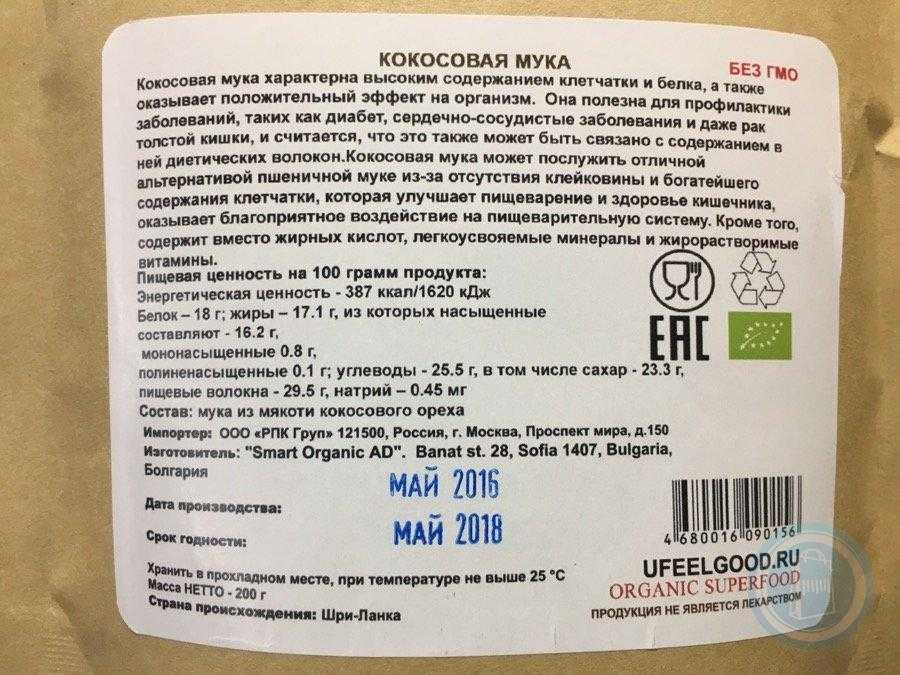 КОКОСОВАЯ МУКА
БЕЗ ГМО
Кокосовая мука характерна высоким содержанием клетчатки и белка, а также
оказывает положительный эффект на организм. Она полезна для профилактики
заболеваний, таких как диабет, сердечно-сосудистые заболевания и даже рак
толстой кишки, и считается, что это также может быть связано с содержанием в
ней диетических волокон.Кокосовая мука может послужить отличной
альтернативой пшеничной муке из-за отсутствия клейковины и богатейшего
содержания клетчатки, которая улучшает пищеварение и здоровье кишечника,
оказывает благоприятное воздействие на пищеварительную систему. Кроме того,
содержит вместо жирных кислот, легкоусвояемые минералы и жирорастворимые
витамины.
Пищевая ценность на 100 грамм продукта:
Энергетическая ценность - 387 ккал/1620 кДж
Белок – 18 г; жиры – 17.1 г, из которых насыщенные
составляют - 16.2 г,
мононасыщенные 0.8 г,
полиненасыщенные 0.1 г; углеводы - 25.5 г, в том числе сахар - 23.3 г,
пищевые волокна - 29.5 г, натрий – 0.45 мг
Состав: мука из мякоти кокосового ореха
Импортер: ООО «РПК Груп» 121500, Россия, г. Москва, Проспект мира, д.150
Изготовитель: "Smart Organic AD". Banat st. 28, Sofia 1407, Bulgaria,
Болгария
Дата производства: МАЙ 2016
Срок годности: МАЙ 2018
Хранить в прохладном месте, при температуре не выше 25 °С
Масса НЕТТО - 200 г
Страна происхождения: Шри-Ланка
EAC
4 680016 090156
UFEELGOOD.RU
ORGANIC SUPERFOOD
ПРОДУКЦИЯ НЕ ЯВЛЯЕТСЯ ЛЕКАРСТВОМ